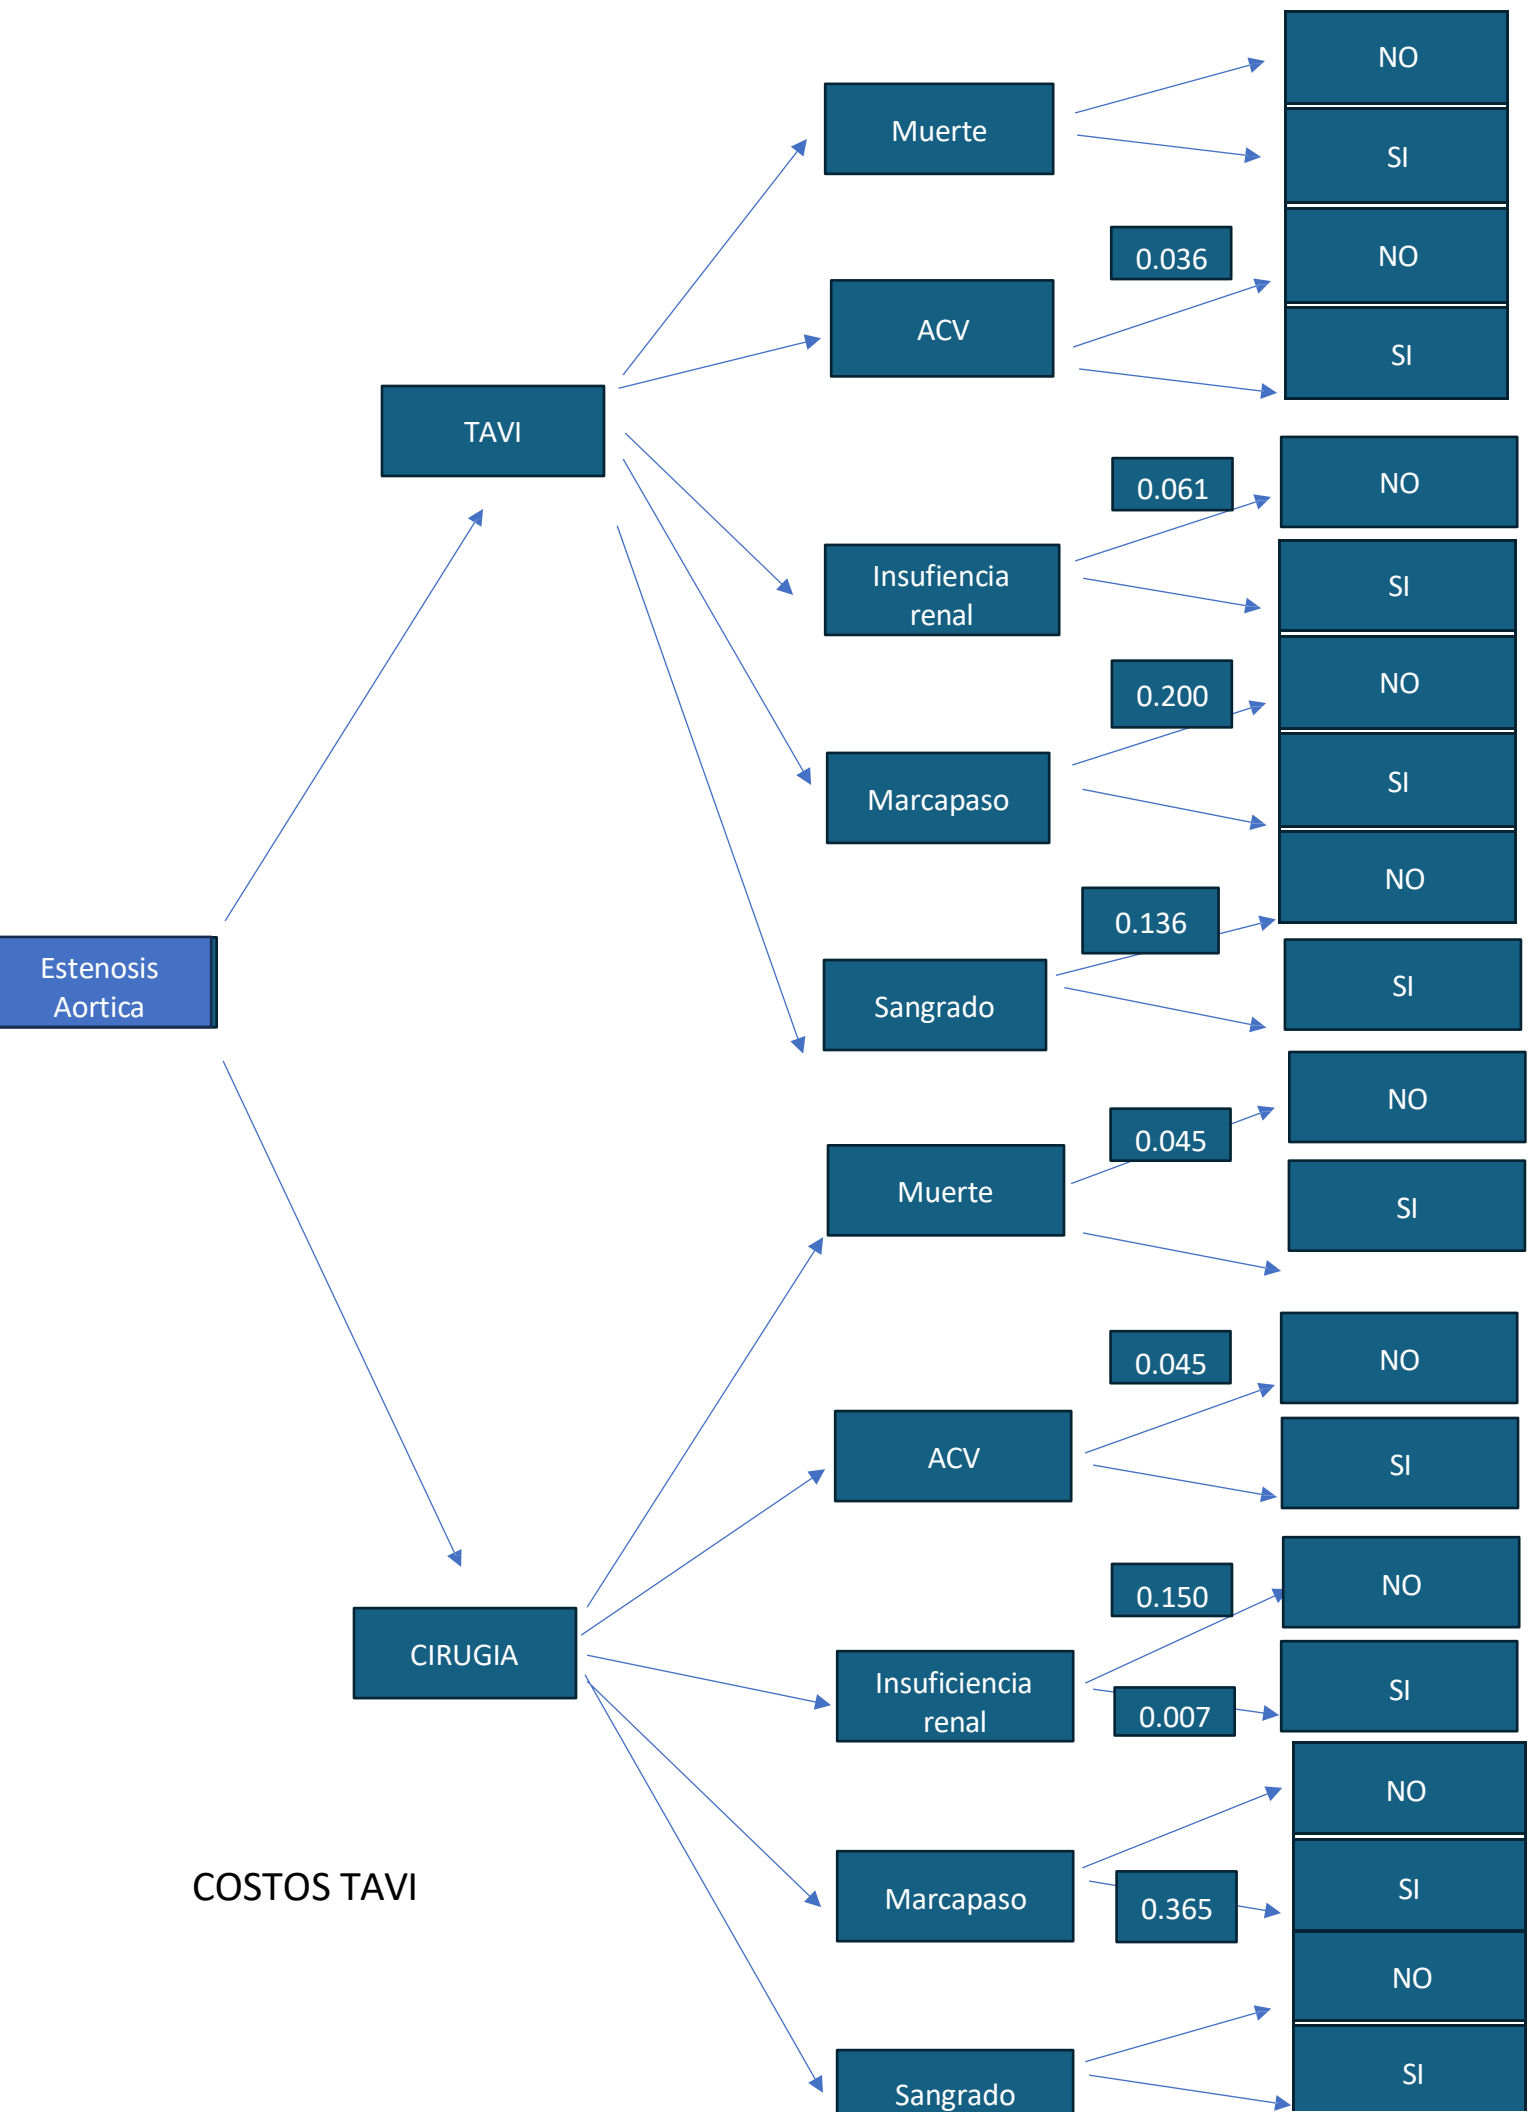 NO
Muerte
SI
0.036
NO
ACV
SI
TAVI
0.061
NO
Insufiencia
renal
SI
0.200
NO
Marcapaso
SI
0.136
NO
Estenosis
Aortica
Sangrado
SI
0.045
NO
Muerte
SI
0.045
NO
ACV
SI
0.150
NO
CIRUGIA
Insuficiencia
renal
0.007
SI
NO
COSTOS TAVI
Marcapaso
0.365
SI
NO
Sangrado
SI